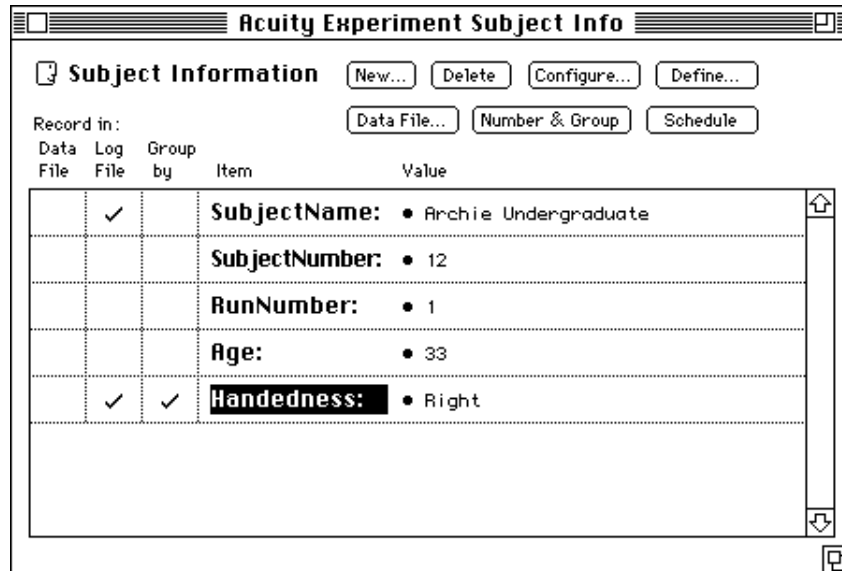 Acuity Experiment Subject Info
Subject Information New... Delete Configure... Define...
Data File... Number & Group Schedule
Record in:
Data Log Group
File File by Item Value
✓ SubjectName: • Archie Undergraduate
SubjectNumber: • 12
RunNumber: • 1
Age: • 33
✓ ✓ Handedness: • Right